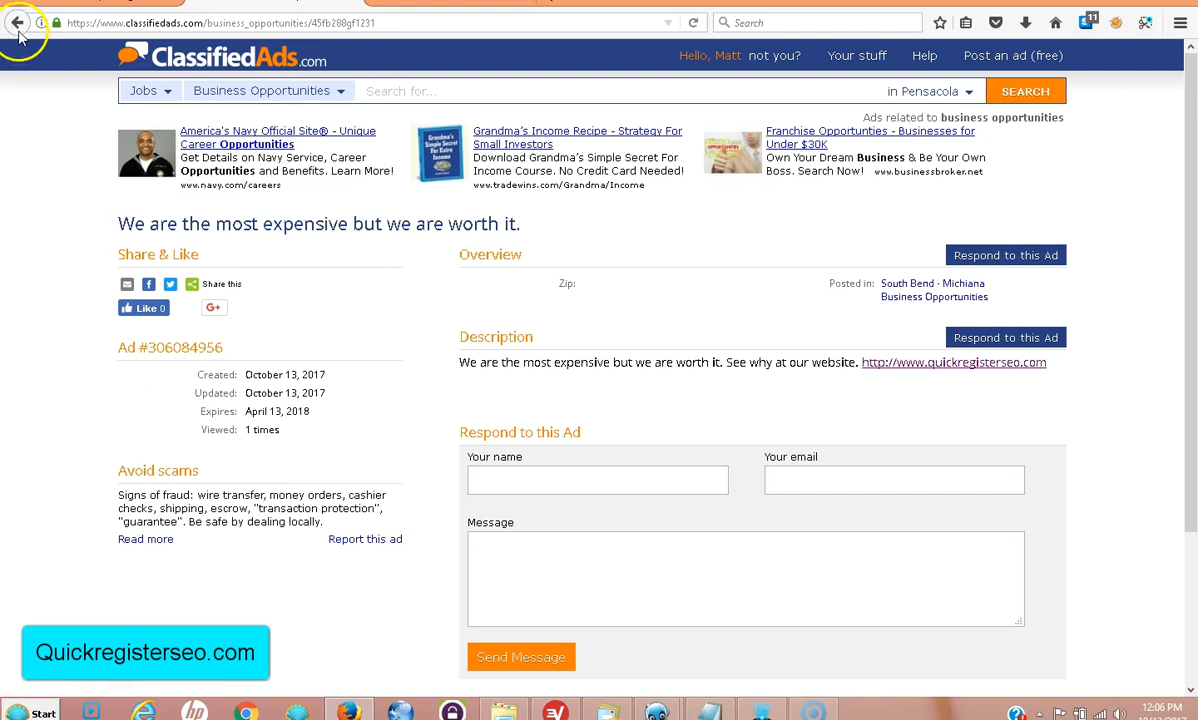 https://www.classifiedads.com/business_opportunities/45fb288gf1231
Search
11
ClassifiedAds.com
Hello, Matt not you? Your stuff Help Post an ad (free)
Jobs Business Opportunities Search for... in Pensacola SEARCH
Ads related to business opportunities
America's Navy Official Site® - Unique
Career Opportunities
Get Details on Navy Service, Career
Opportunities and Benefits. Learn More!
www.navy.com/careers
Grandma's Income Recipe - Strategy For
Small Investors
Download Grandma's Simple Secret For
Income Course. No Credit Card Needed!
www.tradewins.com/Grandma/Income
Franchise Opportunties - Businesses for
Under $30K
Own Your Dream Business & Be Your Own
Boss. Search Now! www.businessbroker.net
We are the most expensive but we are worth it.
Share & Like
Share this
Like 0
G+
Ad #306084956
Created: October 13, 2017
Updated: October 13, 2017
Expires: April 13, 2018
Viewed: 1 times
Avoid scams
Signs of fraud: wire transfer, money orders, cashier
checks, shipping, escrow, "transaction protection",
"guarantee". Be safe by dealing locally.
Read more Report this ad
Overview
Respond to this Ad
Zip:
Posted in: South Bend - Michiana
Business Opportunities
Description
Respond to this Ad
We are the most expensive but we are worth it. See why at our website. http://www.quickregisterseo.com
Respond to this Ad
Your name Your email
Message
Send Message
Quickregisterseo.com
Start
hp
12:06 PM